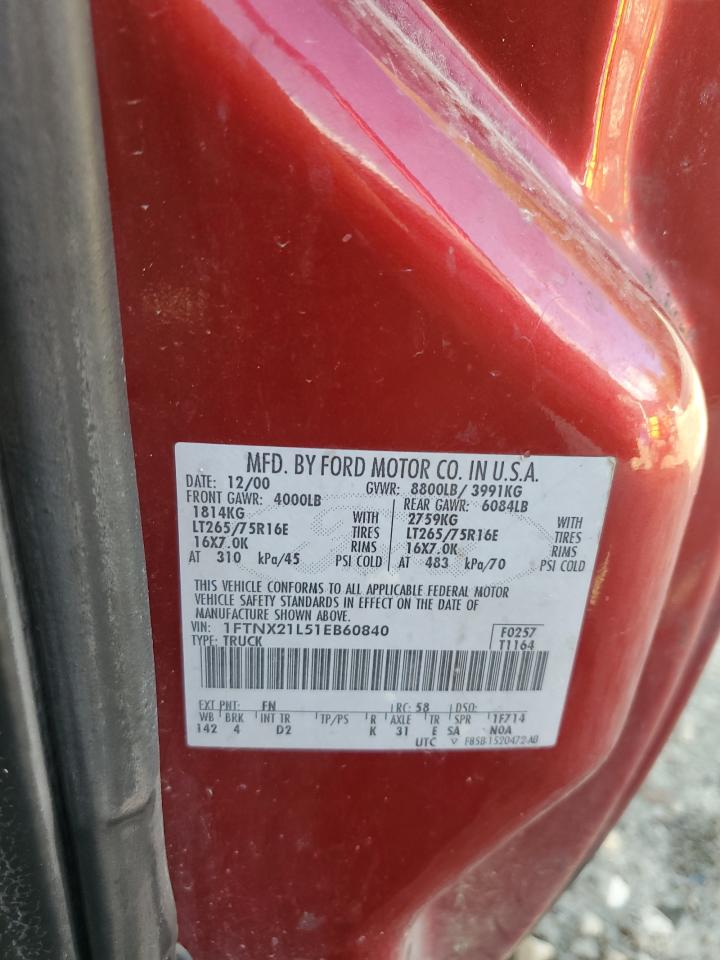 MFD. BY FORD MOTOR CO. IN U.S.A.
DATE: 12/00 GVWR: 8800LB/3991KG
FRONT GAWR: 4000LB REAR GAWR: 6084LB
1814KG WITH 2759KG WITH
LT265/75R16E TIRES LT265/75R16E TIRES
16X7.0K RIMS 16X7.0K RIMS
AT 310 kPa/45 PSI COLD AT 483 kPa/70 PSI COLD
THIS VEHICLE CONFORMS TO ALL APPLICABLE FEDERAL MOTOR
VEHICLE SAFETY STANDARDS IN EFFECT ON THE DATE OF
MANUFACTURE SHOWN ABOVE.
VIN: 1FTNX21L51EB60840 F0257
TYPE: TRUCK T1164
EXT PNT: FN RC: 58 DSO:
WB BRK INT TR TP/PS R AXLE TR SPR 1F714
142 4 D2 K 31 E SA NOA
UTC F85B-1520472-AB